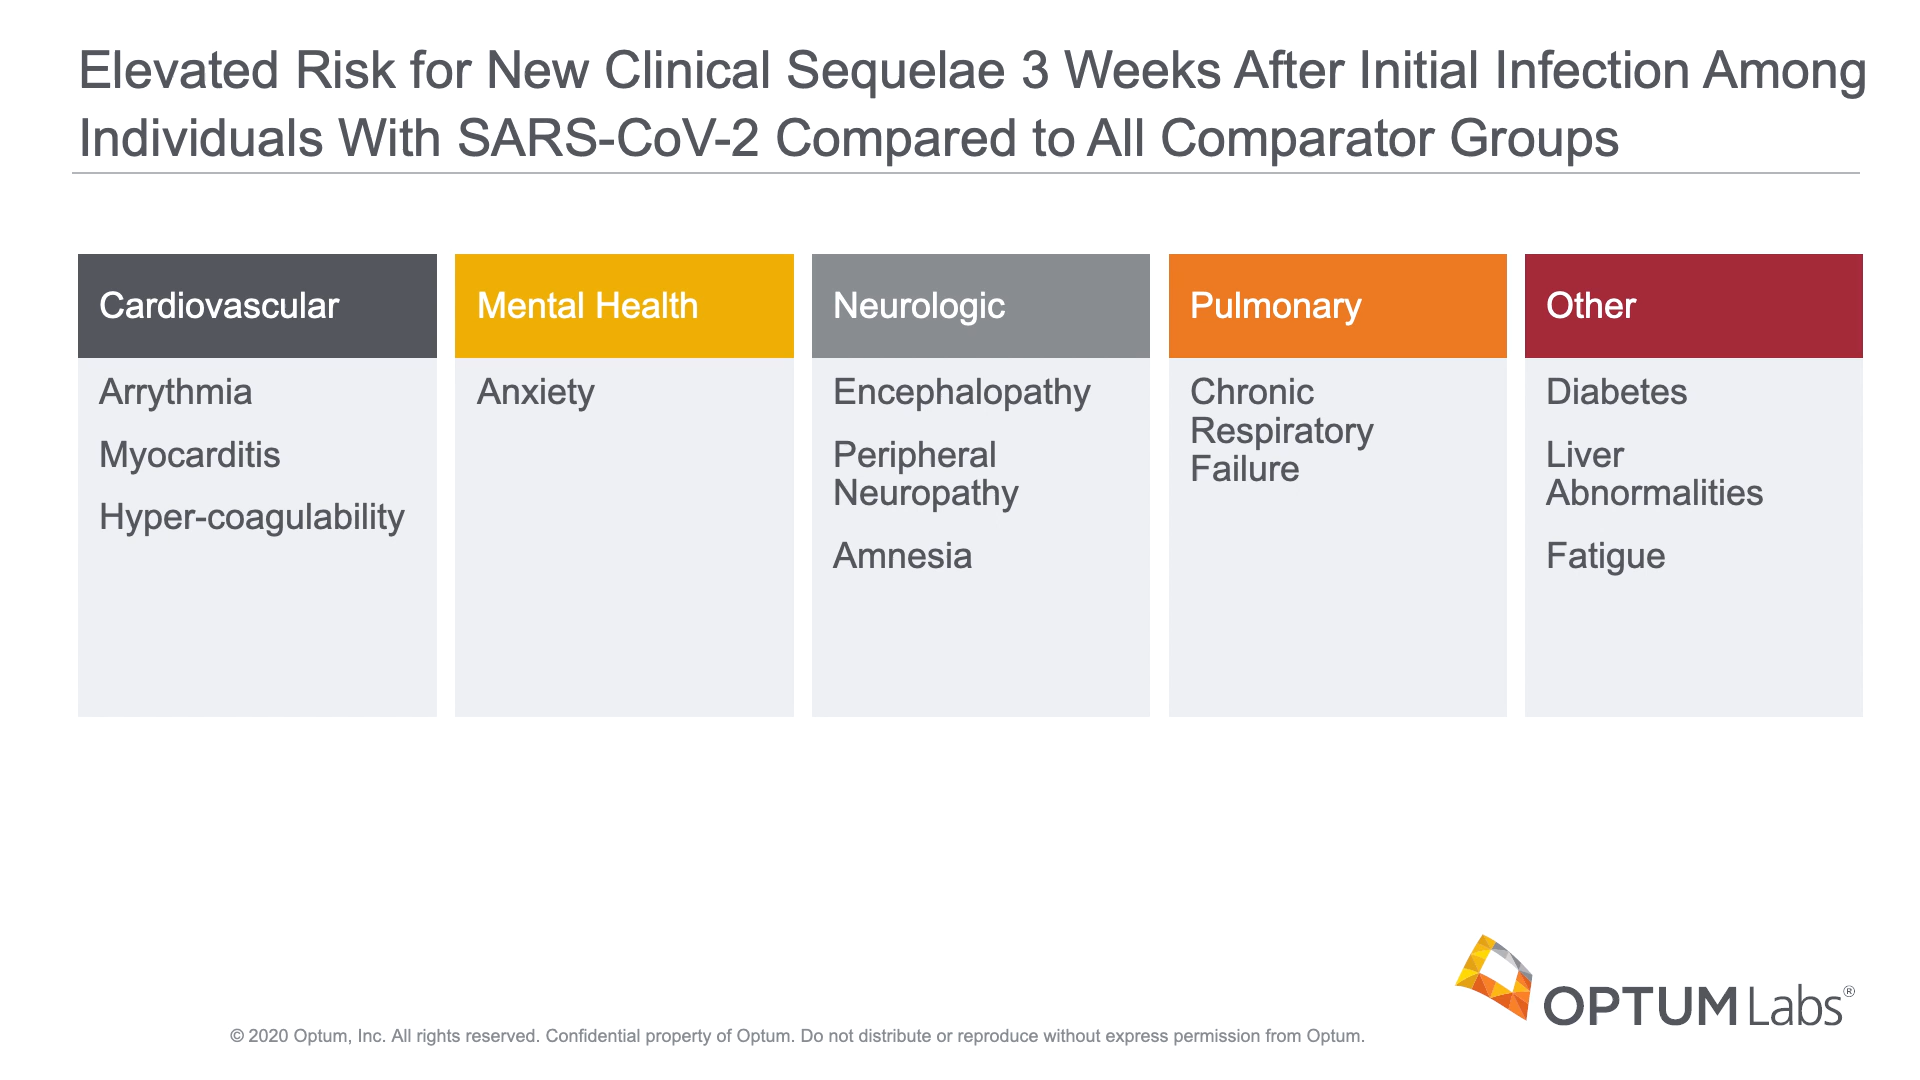 Elevated Risk for New Clinical Sequelae 3 Weeks After Initial Infection Among
Individuals With SARS-CoV-2 Compared to All Comparator Groups
Cardiovascular
Arrythmia
Myocarditis
Hyper-coagulability
Mental Health
Anxiety
Neurologic
Encephalopathy
Peripheral
Neuropathy
Amnesia
Pulmonary
Chronic
Respiratory
Failure
Other
Diabetes
Liver
Abnormalities
Fatigue
OPTUM Labs®
© 2020 Optum, Inc. All rights reserved. Confidential property of Optum. Do not distribute or reproduce without express permission from Optum.